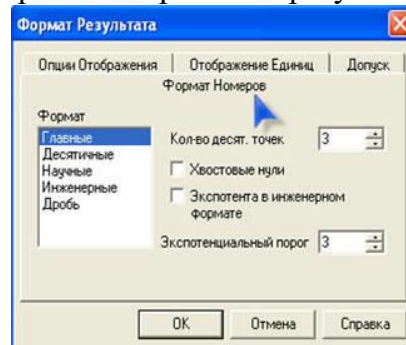 Формат Результата
Опции Отображения Отображение Единиц Допуск
Формат Номеров
Формат
Главные
Десятичные
Научные
Инженерные
Дробь
Кол-во десят. точек 3
Хвостовые нули
Экспотента в инженерном
формате
Экспотенциальный порог 3
OK Отмена Справка